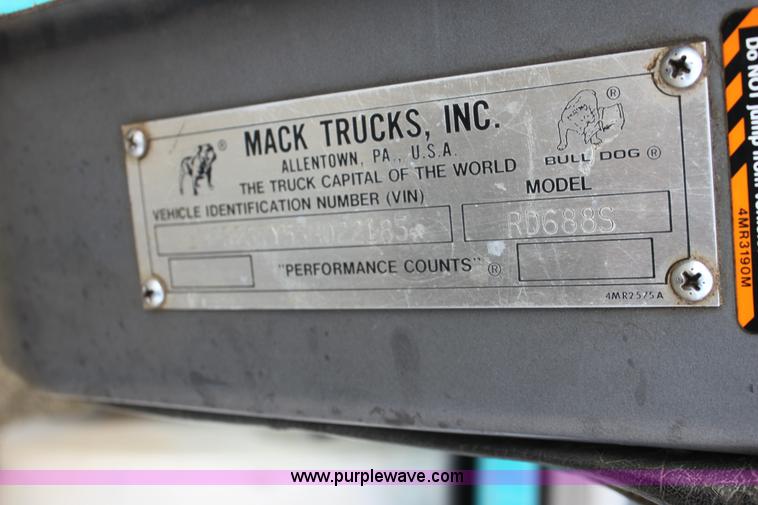 MACK TRUCKS, INC.
ALLENTOWN, PA., U.S.A.
THE TRUCK CAPITAL OF THE WORLD
®
BULL DOG ®
®
VEHICLE IDENTIFICATION NUMBER (VIN)
MODEL
RD688S
"PERFORMANCE COUNTS" ®
4MR2575A
Do NOT jump
4MR3190M
www.purplewave.com